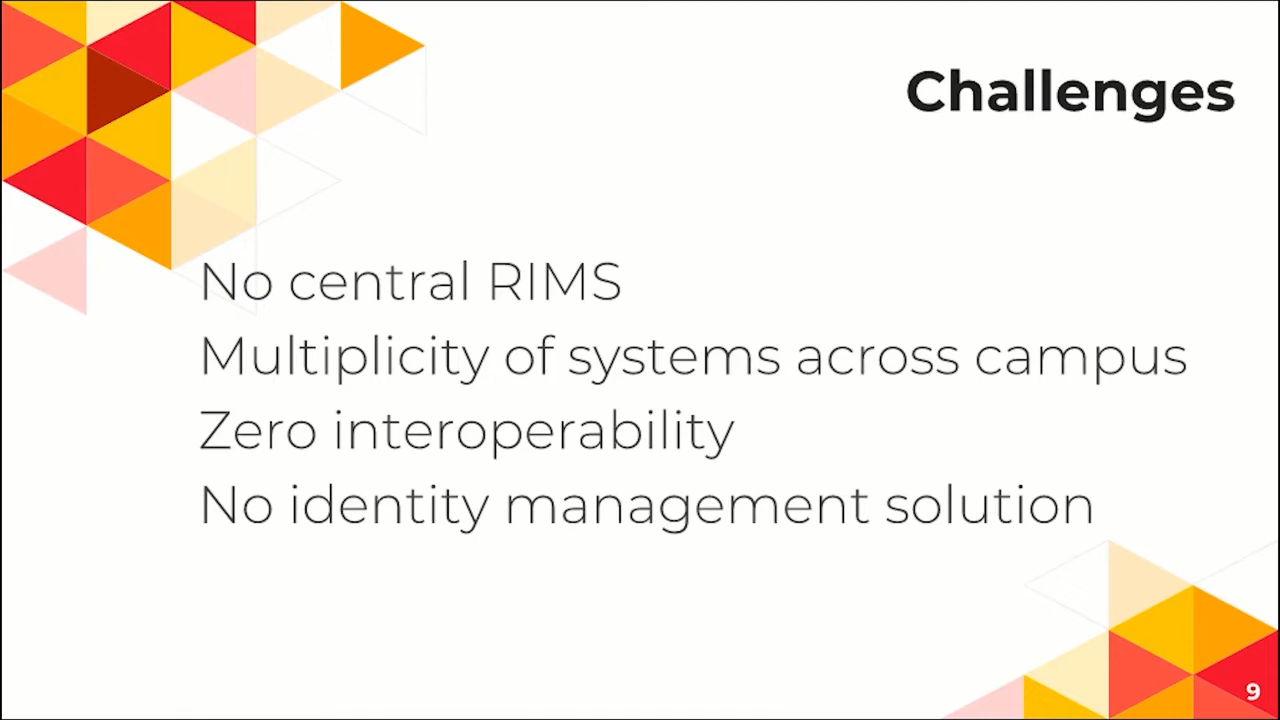 Challenges
No central RIMS
Multiplicity of systems across campus
Zero interoperability
No identity management solution
9